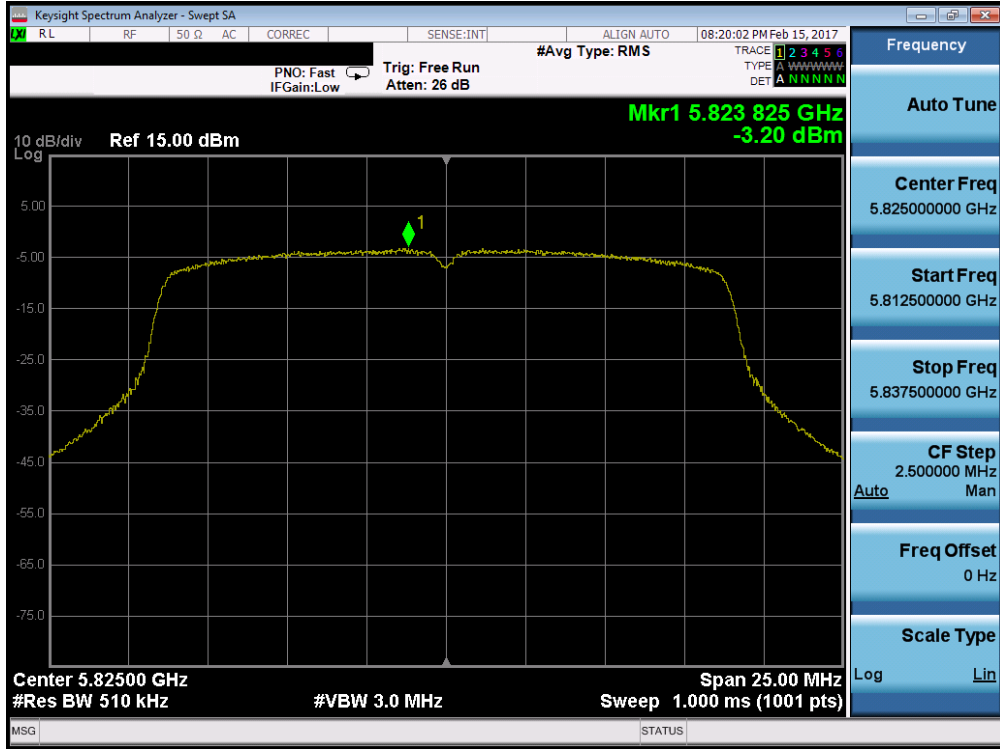 Keysight Spectrum Analyzer - Swept SA
LXI RL RF 50 Ω AC CORREC SENSE:INT ALIGN AUTO 08:20:02 PM Feb 15, 2017
#Avg Type: RMS
TRACE 1 2 3 4 5 6
PNO: Fast Trig: Free Run TYPE A WWWWW
IFGain:Low Atten: 26 dB DET A N N N N N
Mkr1 5.823 825 GHz
10 dB/div Ref 15.00 dBm -3.20 dBm
Log
1
5.00
-5.00
-15.0
-25.0
-35.0
-45.0
-55.0
-65.0
-75.0
Center 5.82500 GHz Span 25.00 MHz
#Res BW 510 kHz #VBW 3.0 MHz Sweep 1.000 ms (1001 pts)
MSG STATUS
Frequency
Auto Tune
Center Freq
5.825000000 GHz
Start Freq
5.812500000 GHz
Stop Freq
5.837500000 GHz
CF Step
2.500000 MHz
Auto Man
Freq Offset
0 Hz
Scale Type
Log Lin